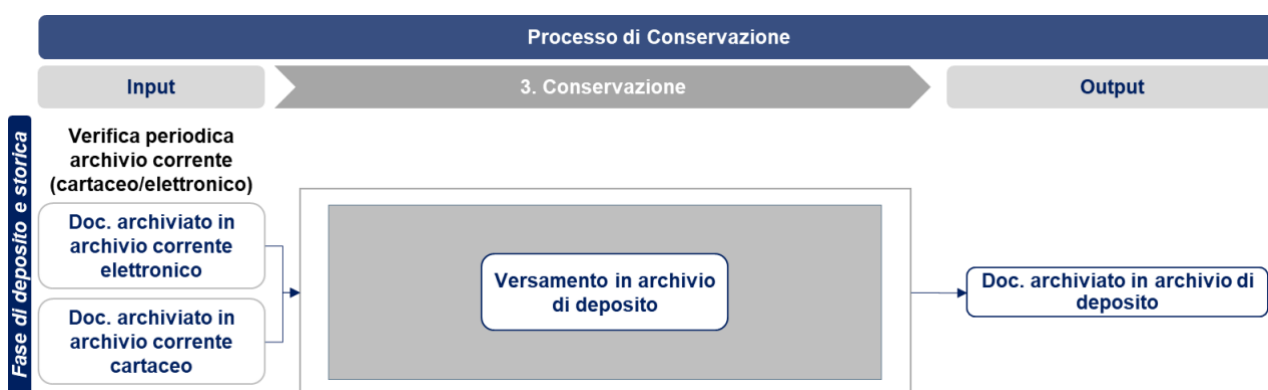 Processo di Conservazione
Input
3. Conservazione
Output
Fase di deposito e storica
Verifica periodica
archivio corrente
(cartaceo/elettronico)
Doc. archiviato in
archivio corrente
elettronico
Doc. archiviato in
archivio corrente
cartaceo
Versamento in archivio
di deposito
Doc. archiviato in archivio di
deposito